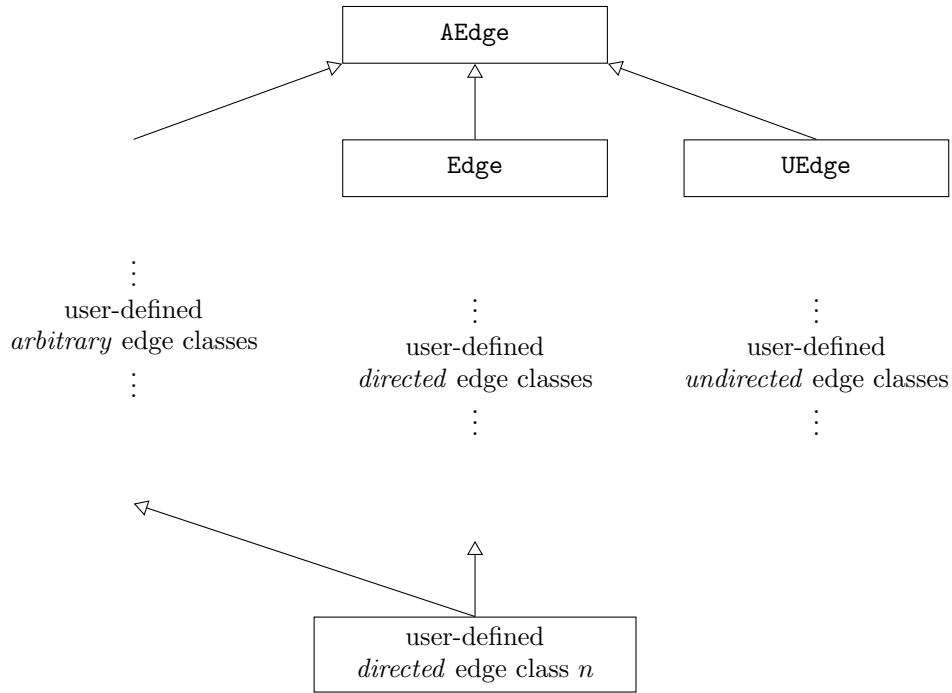 AEdge
Edge
UEdge
⋮
user-defined
arbitrary edge classes
⋮
⋮
user-defined
directed edge classes
⋮
⋮
user-defined
undirected edge classes
⋮
user-defined
directed edge class n